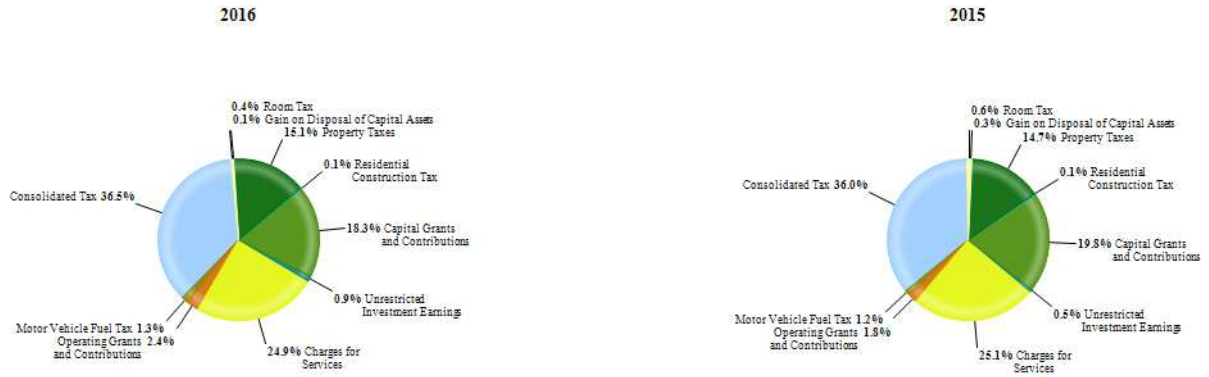 2016
0.4% Room Tax
0.1% Gain on Disposal of Capital Assets
15.1% Property Taxes
0.1% Residential
Construction Tax
Consolidated Tax 36.5%
18.3% Capital Grants
and Contributions
0.9% Unrestricted
Investment Earnings
Motor Vehicle Fuel Tax 1.3%
Operating Grants 2.4%
and Contributions
24.9% Charges for
Services
2015
0.6% Room Tax
0.3% Gain on Disposal of Capital Assets
14.7% Property Taxes
0.1% Residential
Construction Tax
Consolidated Tax 36.0%
19.8% Capital Grants
and Contributions
0.5% Unrestricted
Investment Earnings
Motor Vehicle Fuel Tax 1.2%
Operating Grants 1.8%
and Contributions
25.1% Charges for
Services